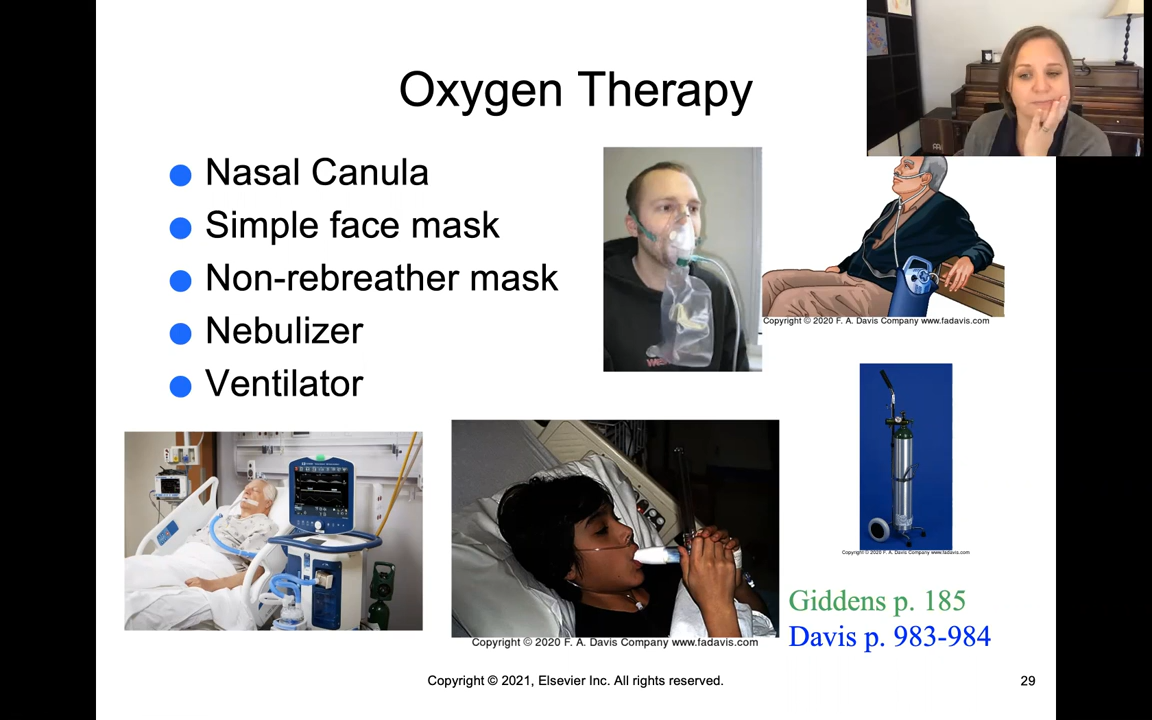 Oxygen Therapy
Nasal Canula
Simple face mask
Non-rebreather mask
Nebulizer
Ventilator
Copyright © 2020 F. A. Davis Company www.fadavis.com
Copyright © 2020 F. A. Davis Company www.fadavis.com
Copyright © 2020 F. A. Davis Company www.fadavis.com
Giddens p. 185
Davis p. 983-984
Copyright © 2021, Elsevier Inc. All rights reserved.
29